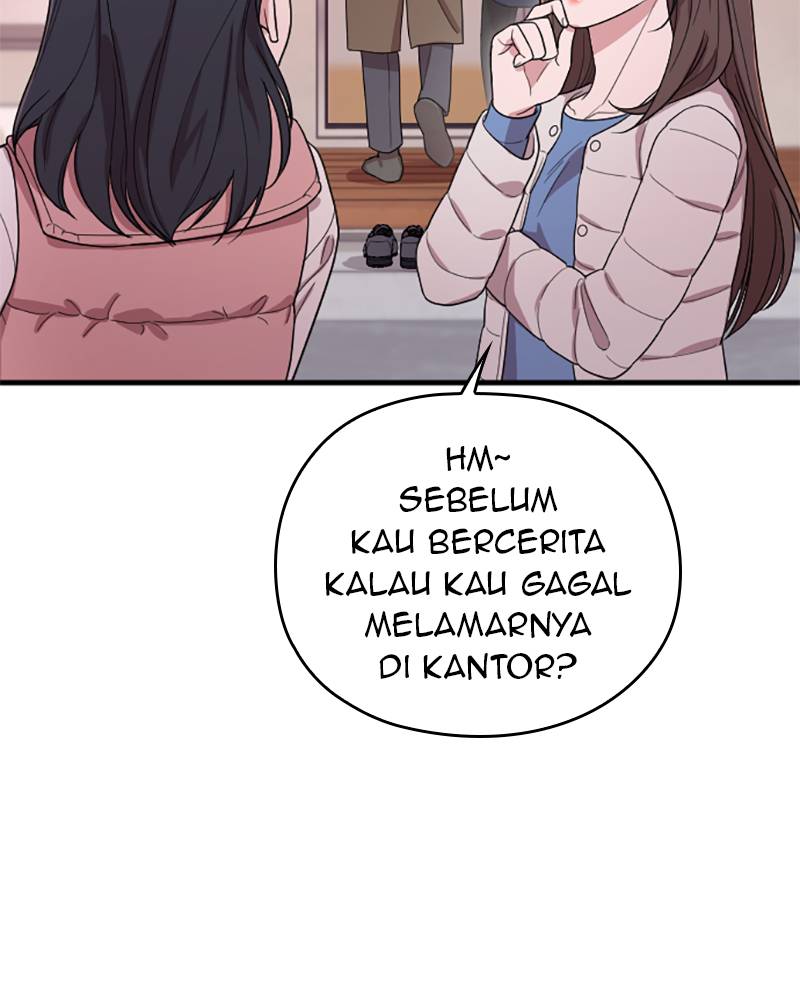 HM~
SEBELUM
KAU BERCERITA
KALAU KAU GAGAL
MELAMARNYA
DI KANTOR?